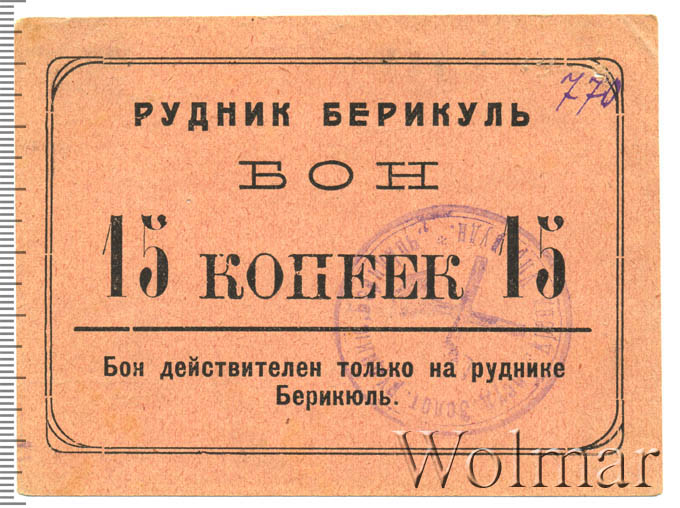 770
РУДНИК БЕРИКУЛЬ
БОН
15 КОПЕЕК 15
Бон действителен только на руднике
Берикюль.
Wolmar